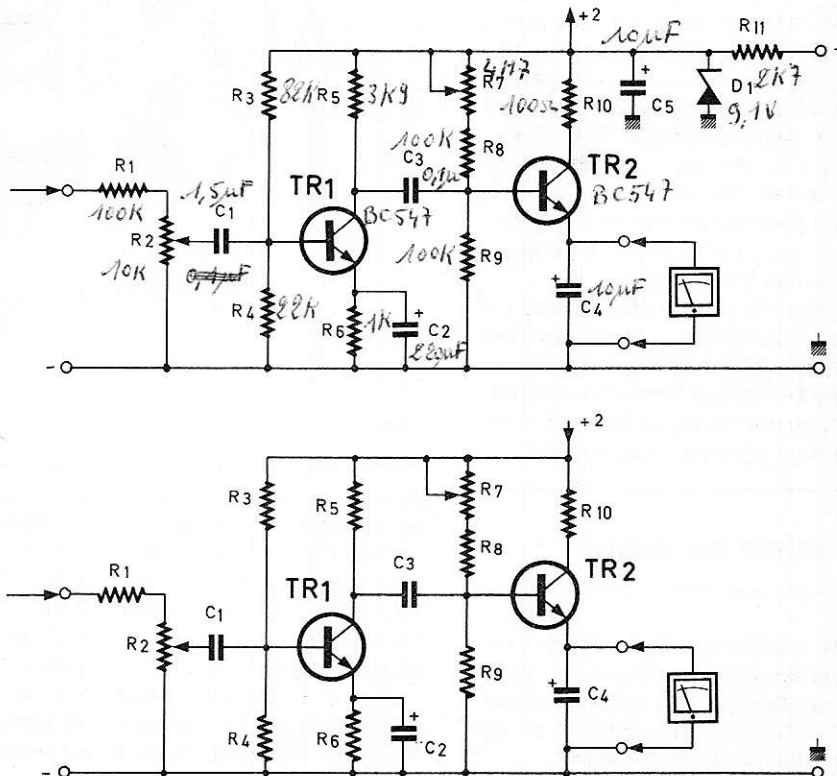 +2
10µF
R11
R3 82K
R5 3K9
R7 4M7
R10 100Ω
+ C5
D1 2K7
9,1V
R8 100K
R1
100K
1,5µF
C1
0,1µF
TR1
BC547
C3
0,1µ
TR2
BC547
R2
10K
R9 100K
R4 22K
R6 1K
+ C2
220µF
+ C4 10µF
-
+2
R3
R5
R7
R8
R10
R1
R2
C1
TR1
C3
TR2
R9
R4
R6
+ C2
+ C4
-